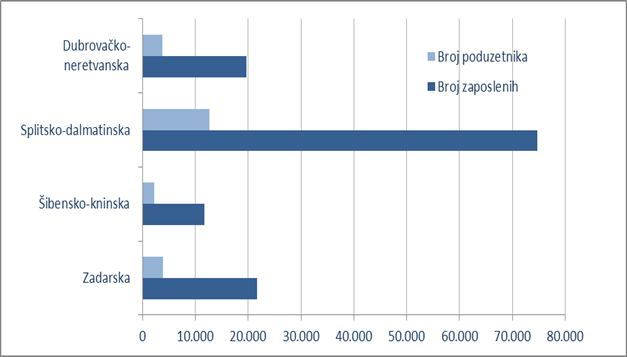 Dubrovačko-
neretvanska
Splitsko-dalmatinska
Šibensko-kninska
Zadarska
Broj poduzetnika
Broj zaposlenih
0 10.000 20.000 30.000 40.000 50.000 60.000 70.000 80.000